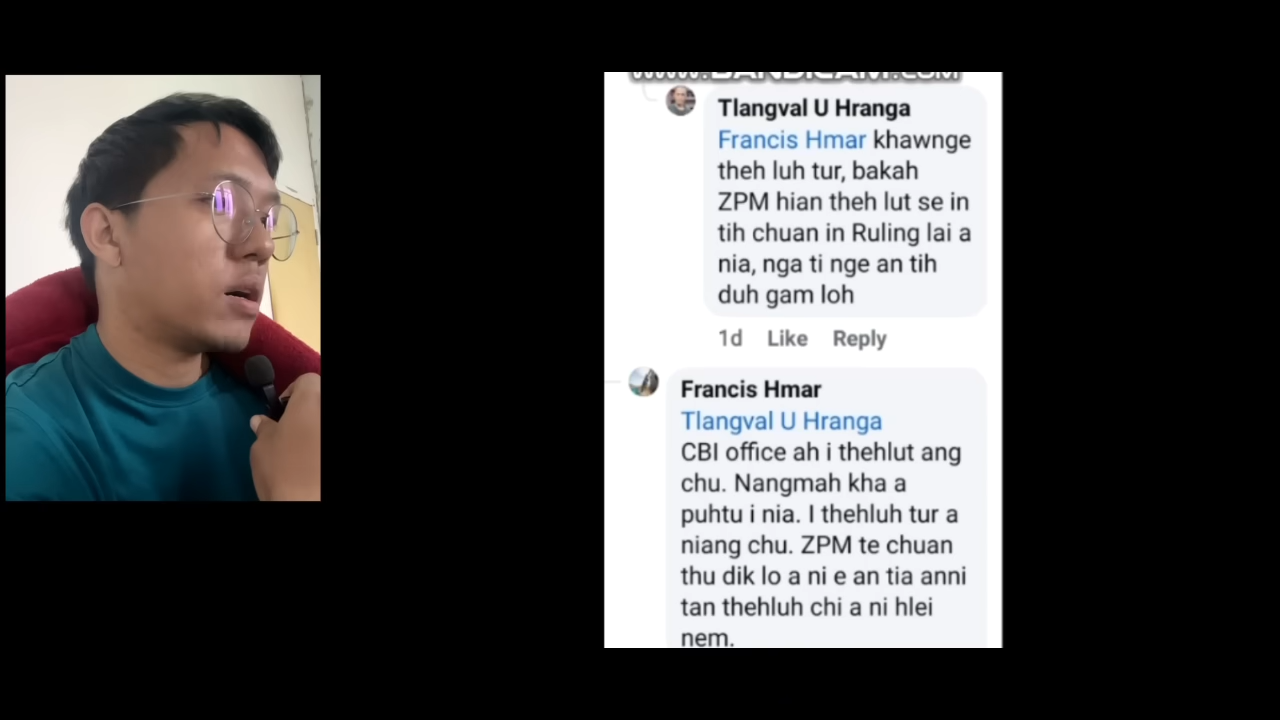 www.BANDICAM.com
Tlangval U Hranga
Francis Hmar khawnge
theh luh tur, bakah
ZPM hian theh lut se in
tih chuan in Ruling lai a
nia, nga ti nge an tih
duh gam loh
1d Like Reply
Francis Hmar
Tlangval U Hranga
CBI office ah i thehlut ang
chu. Nangmah kha a
puhtu i nia. I thehluh tur a
niang chu. ZPM te chuan
thu dik lo a ni e an tia anni
tan thehluh chi a ni hlei
nem.